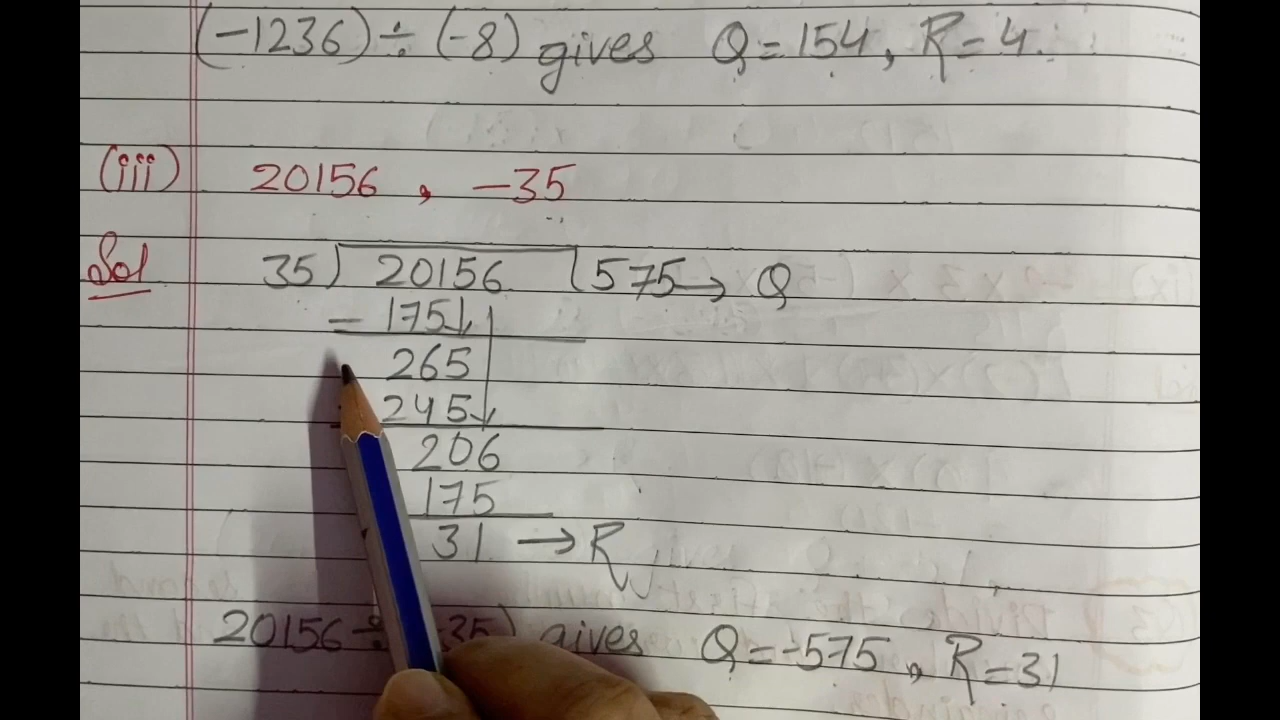 (-1236) ÷ (-8) gives Q = 154, R = 4.
(iii) 20156 , -35
Sol 35) 20156 (575 → Q
- 175↓
265
245↓
206
175
31 → R
20156 ÷ 35) gives Q = -575, R = 31